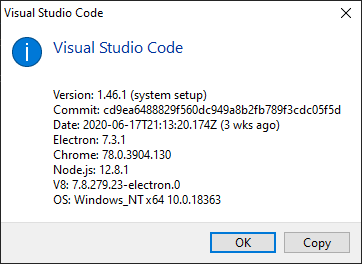 Visual Studio Code
Visual Studio Code
Version: 1.46.1 (system setup)
Commit: cd9ea6488829f560dc949a8b2fb789f3cdc05f5d
Date: 2020-06-17T21:13:20.174Z (3 wks ago)
Electron: 7.3.1
Chrome: 78.0.3904.130
Node.js: 12.8.1
V8: 7.8.279.23-electron.0
OS: Windows_NT x64 10.0.18363
OK
Copy